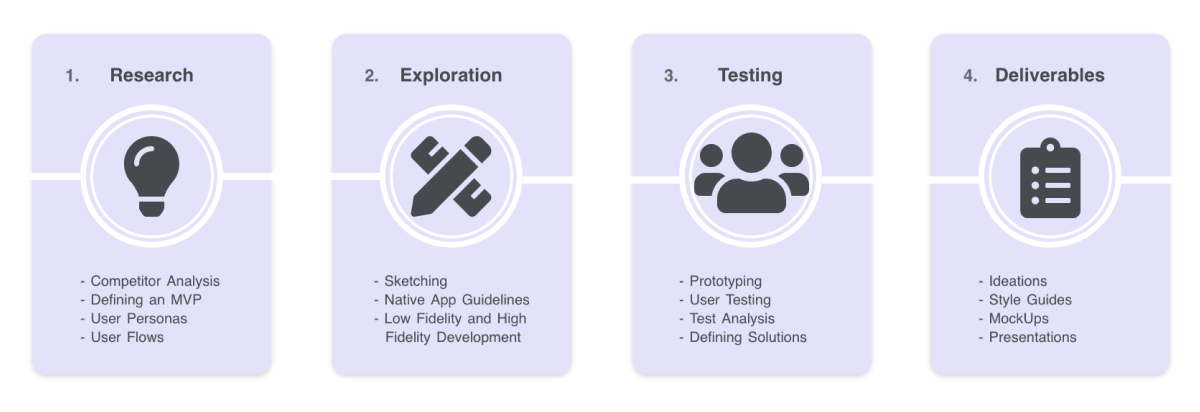 1. Research
- Competitor Analysis
- Defining an MVP
- User Personas
- User Flows
2. Exploration
- Sketching
- Native App Guidelines
- Low Fidelity and High
Fidelity Development
3. Testing
- Prototyping
- User Testing
- Test Analysis
- Defining Solutions
4. Deliverables
- Ideations
- Style Guides
- MockUps
- Presentations